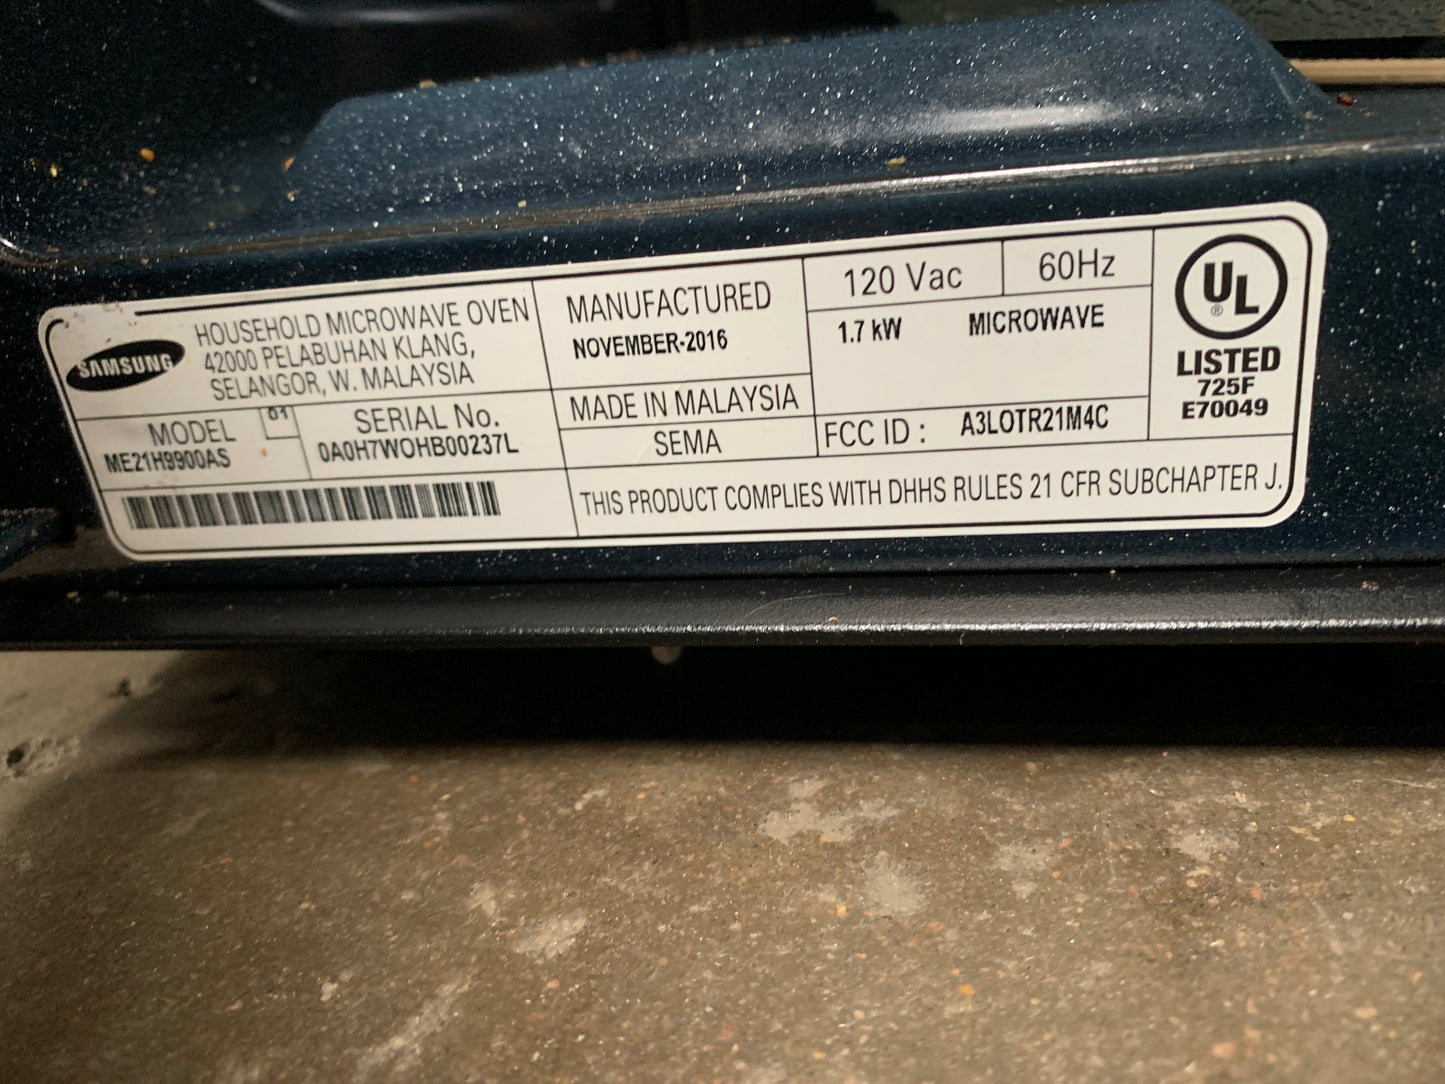 SAMSUNG
HOUSEHOLD MICROWAVE OVEN
42000 PELABUHAN KLANG,
SELANGOR, W. MALAYSIA
MODEL 01
ME21H9900AS
SERIAL No.
0A0H7WOHB00237L
MANUFACTURED
NOVEMBER-2016
MADE IN MALAYSIA
SEMA
120 Vac
60Hz
1.7 kW MICROWAVE
FCC ID : A3LOTR21M4C
THIS PRODUCT COMPLIES WITH DHHS RULES 21 CFR SUBCHAPTER J.
UL
®
LISTED
725F
E70049